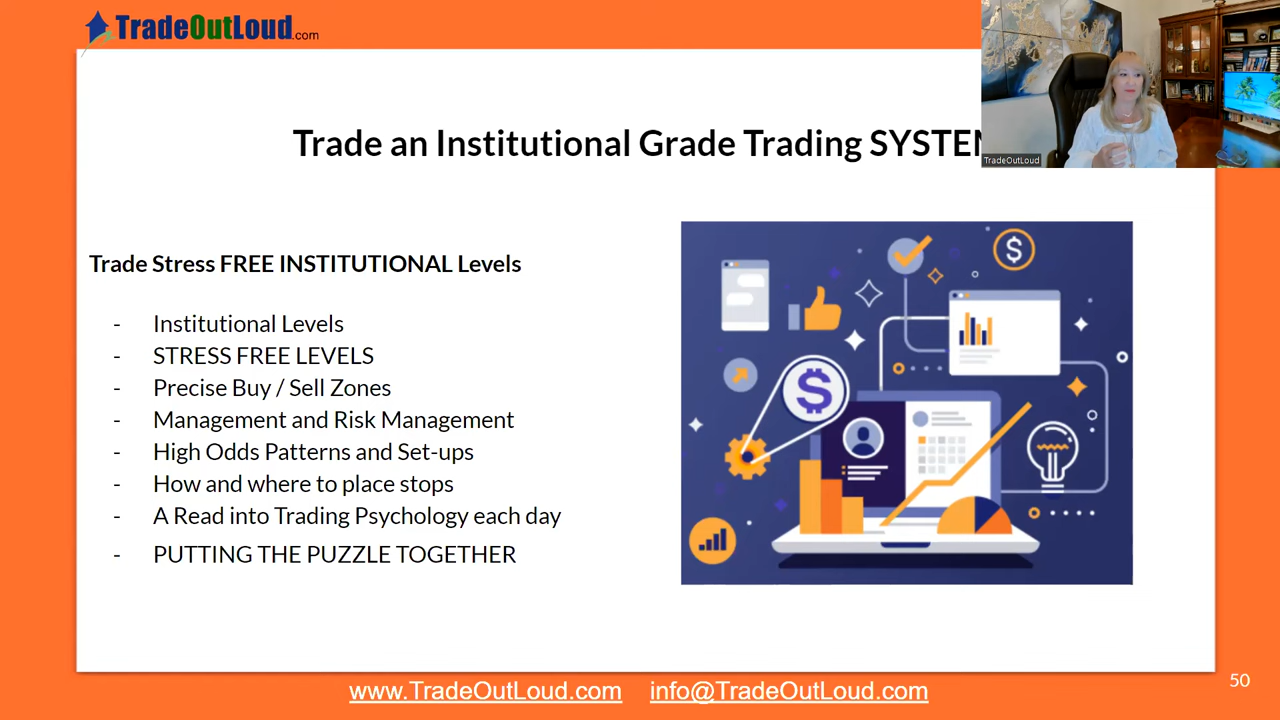 TradeOutLoud.com
Trade an Institutional Grade Trading SYSTEM
TradeOutLoud
Trade Stress FREE INSTITUTIONAL Levels
- Institutional Levels
- STRESS FREE LEVELS
- Precise Buy / Sell Zones
- Management and Risk Management
- High Odds Patterns and Set-ups
- How and where to place stops
- A Read into Trading Psychology each day
- PUTTING THE PUZZLE TOGETHER
$
$
www.TradeOutLoud.com info@TradeOutLoud.com
50